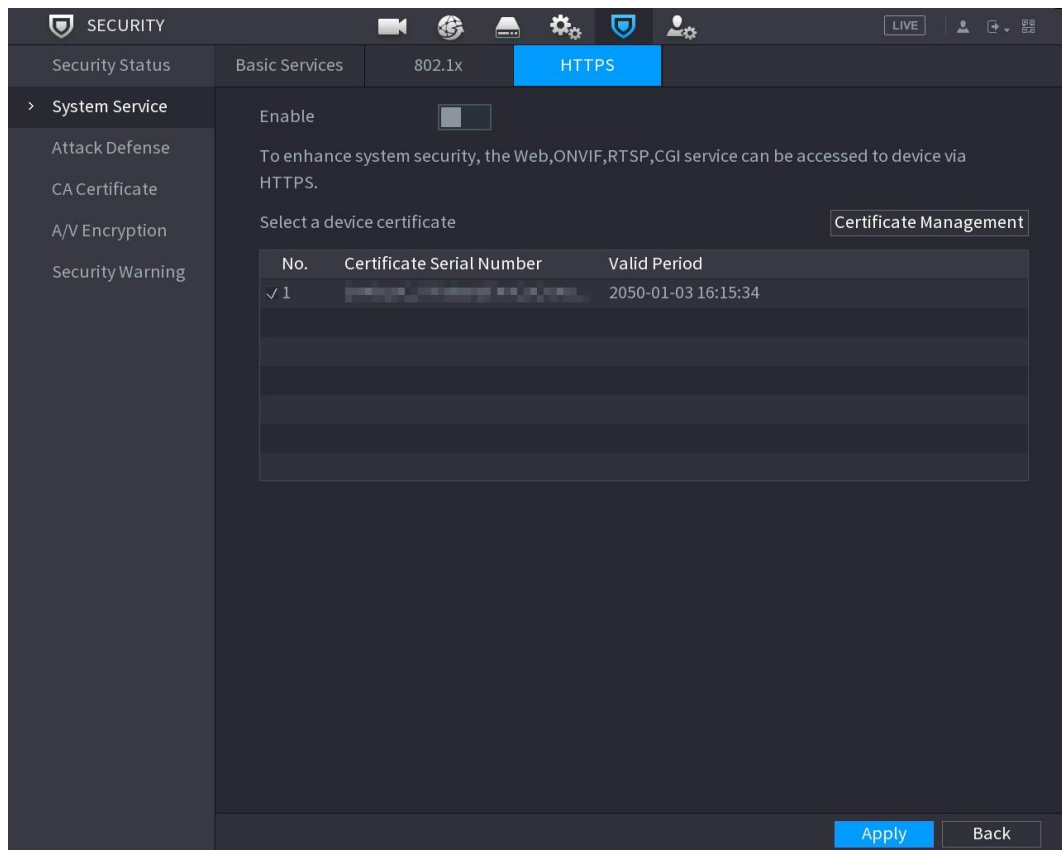 SECURITY
LIVE
Security Status
Basic Services 802.1x HTTPS
System Service
Enable
Attack Defense
To enhance system security, the Web,ONVIF,RTSP,CGI service can be accessed to device via
HTTPS.
CA Certificate
Select a device certificate
Certificate Management
A/V Encryption
No. Certificate Serial Number Valid Period
Security Warning
1 2050-01-03 16:15:34
Apply Back